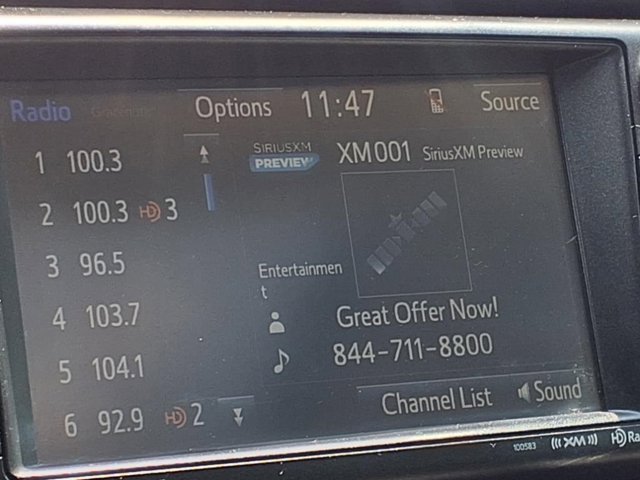 Radio Gracenote Options 11:47 Source
1 100.3
2 100.3 HD 3
3 96.5
4 103.7
5 104.1
6 92.9 HD 2
SIRIUSXM
PREVIEW
XM001 SiriusXM Preview
Entertainmen
t
Great Offer Now!
844-711-8800
Channel List Sound
100583 ((XM)) HD Ra